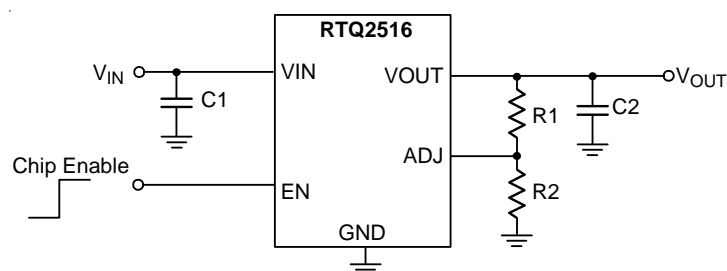 RTQ2516
VIN
VIN
VOUT
VOUT
C1
R1
C2
Chip Enable
ADJ
EN
R2
GND